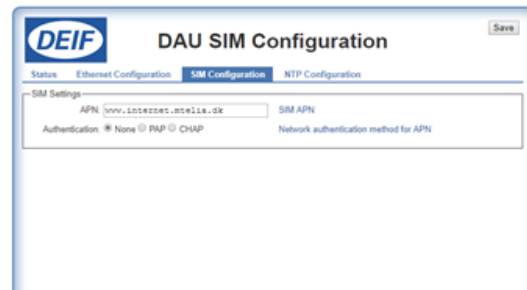 DEIF
DAU SIM Configuration
Save
Status Ethernet Configuration SIM Configuration NTP Configuration
SIM Settings
APN: www.internet.mtelia.dk SIM APN
Authentication: None PAP CHAP Network authentication method for APN